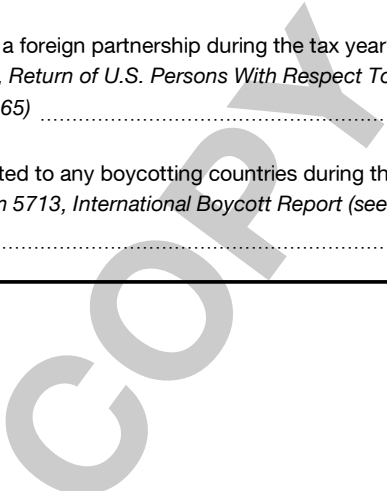 a foreign partnership during the tax year
, Return of U.S. Persons With Respect To
65)
ted to any boycotting countries during th
5713, International Boycott Report (see
COPY